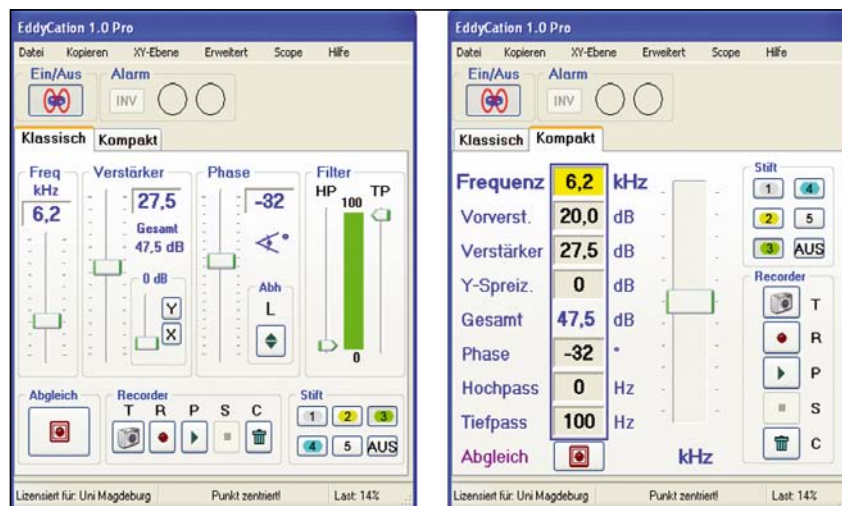 EddyCation 1.0 Pro
Datei Kopieren XY-Ebene Erweitert Scope Hilfe
Ein/Aus Alarm
INV
Klassisch Kompakt
Freq Verstärker Phase Filter
kHz HP TP
6,2 27,5 -32 100
Gesamt
47,5 dB °
0 dB Abh
Y L
X
0
Abgleich Recorder Stift
T R P S C
1 2 3
4 5 AUS
Lizensiert für: Uni Magdeburg Punkt zentriert! Last: 14%
EddyCation 1.0 Pro
Datei Kopieren XY-Ebene Erweitert Scope Hilfe
Ein/Aus Alarm
INV
Klassisch Kompakt
Frequenz 6,2 kHz
Vorverst. 20,0 dB
Verstärker 27,5 dB
Y-Spreiz. 0 dB
Gesamt 47,5 dB
Phase -32 °
Hochpass 0 Hz
Tiefpass 100 Hz
Abgleich kHz
Stift
1 4
2 5
3 AUS
Recorder
T
R
P
S
C
Lizensiert für: Uni Magdeburg Punkt zentriert! Last: 14%